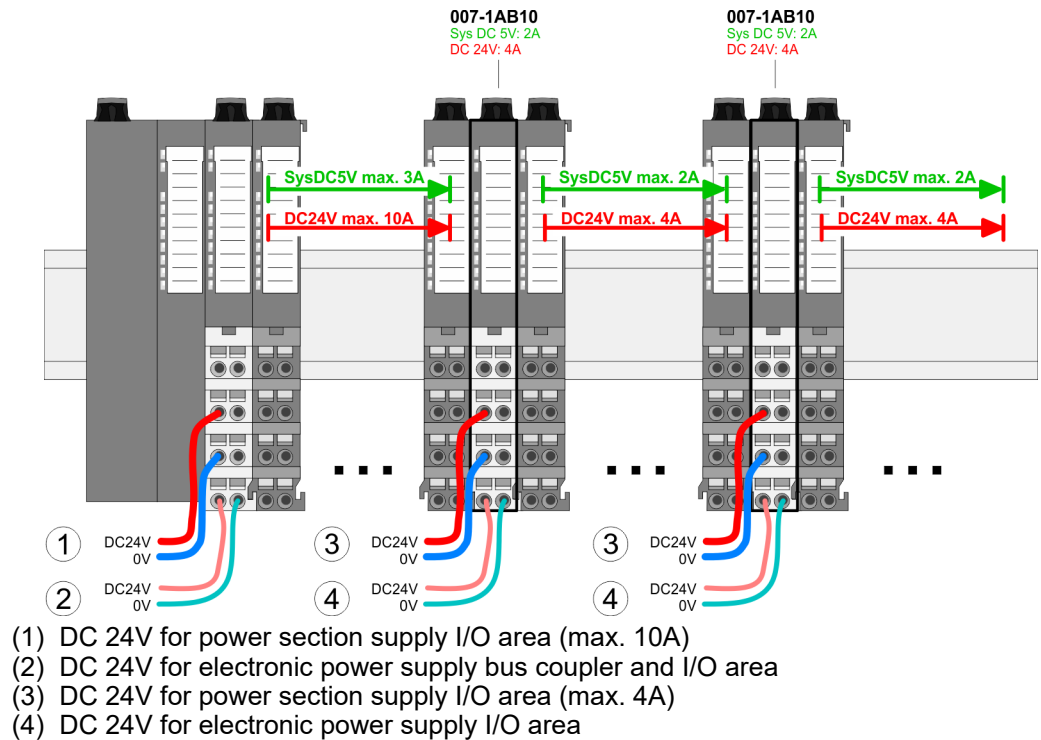 007-1AB10
Sys DC 5V: 2A
DC 24V: 4A
007-1AB10
Sys DC 5V: 2A
DC 24V: 4A
SysDC5V max. 3A
SysDC5V max. 2A
SysDC5V max. 2A
DC24V max. 10A
DC24V max. 4A
DC24V max. 4A
1
DC24V
0V
3
DC24V
0V
3
DC24V
0V
2
DC24V
0V
4
DC24V
0V
4
DC24V
0V
(1) DC 24V for power section supply I/O area (max. 10A)
(2) DC 24V for electronic power supply bus coupler and I/O area
(3) DC 24V for power section supply I/O area (max. 4A)
(4) DC 24V for electronic power supply I/O area